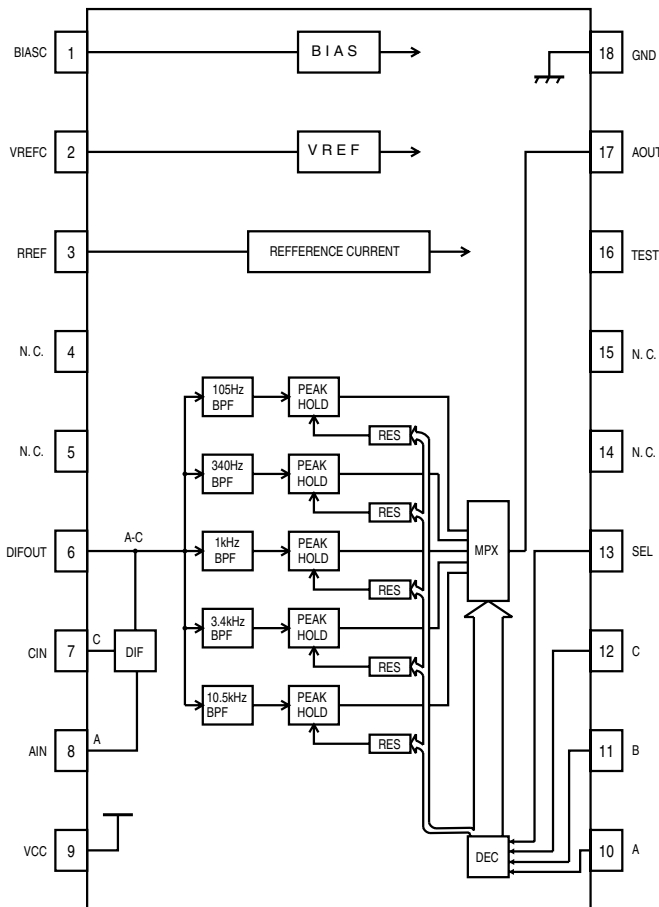 BIASC 1 B I A S 18 GND
VREFC 2 V R E F 17 AOUT
RREF 3 REFFERENCE CURRENT 16 TEST
N. C. 4 15 N. C.
105Hz BPF PEAK HOLD
RES
N. C. 5 14 N. C.
340Hz BPF PEAK HOLD
RES
DIFOUT 6 A-C 1kHz BPF PEAK HOLD MPX 13 SEL
RES
CIN 7 C DIF 3.4kHz BPF PEAK HOLD 12 C
RES
10.5kHz BPF PEAK HOLD
AIN 8 A RES 11 B
VCC 9 DEC 10 A